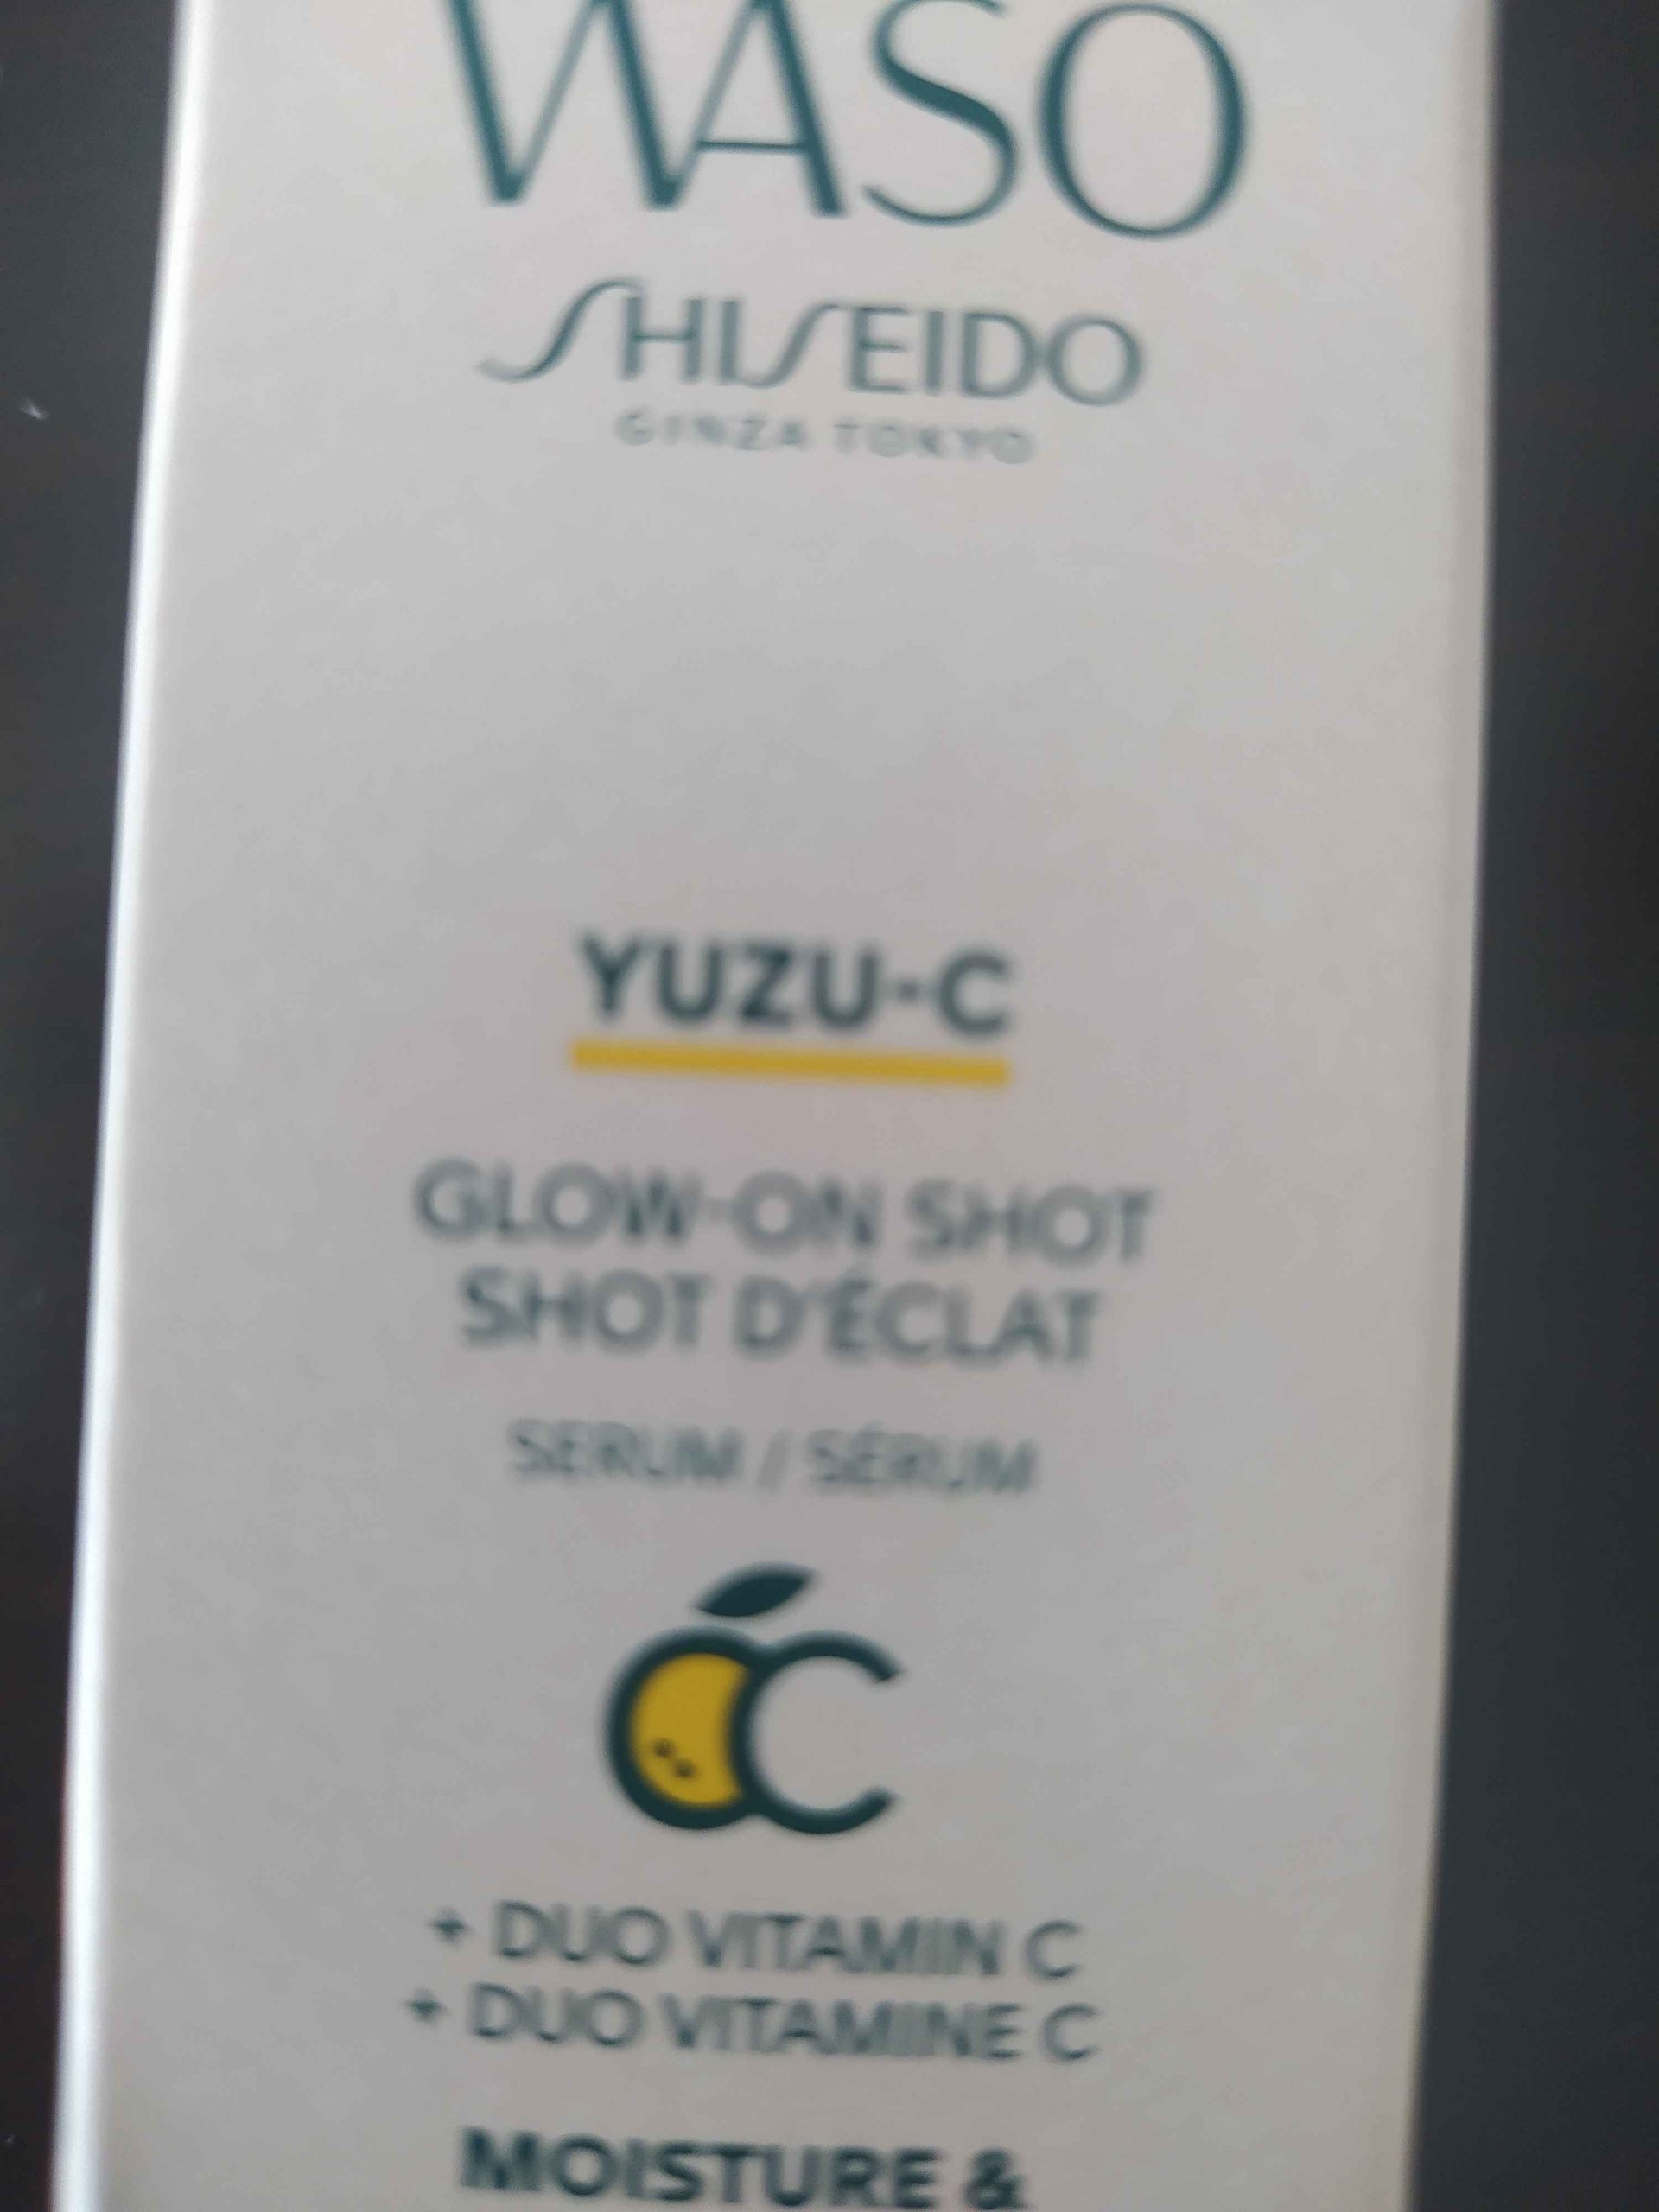 WASO
SHISEIDO
GINZA TOKYO
YUZU-C
GLOW-ON SHOT
SHOT D'ÉCLAT
SERUM / SÉRUM
+ DUO VITAMIN C
+ DUO VITAMINE C
MOISTURE &